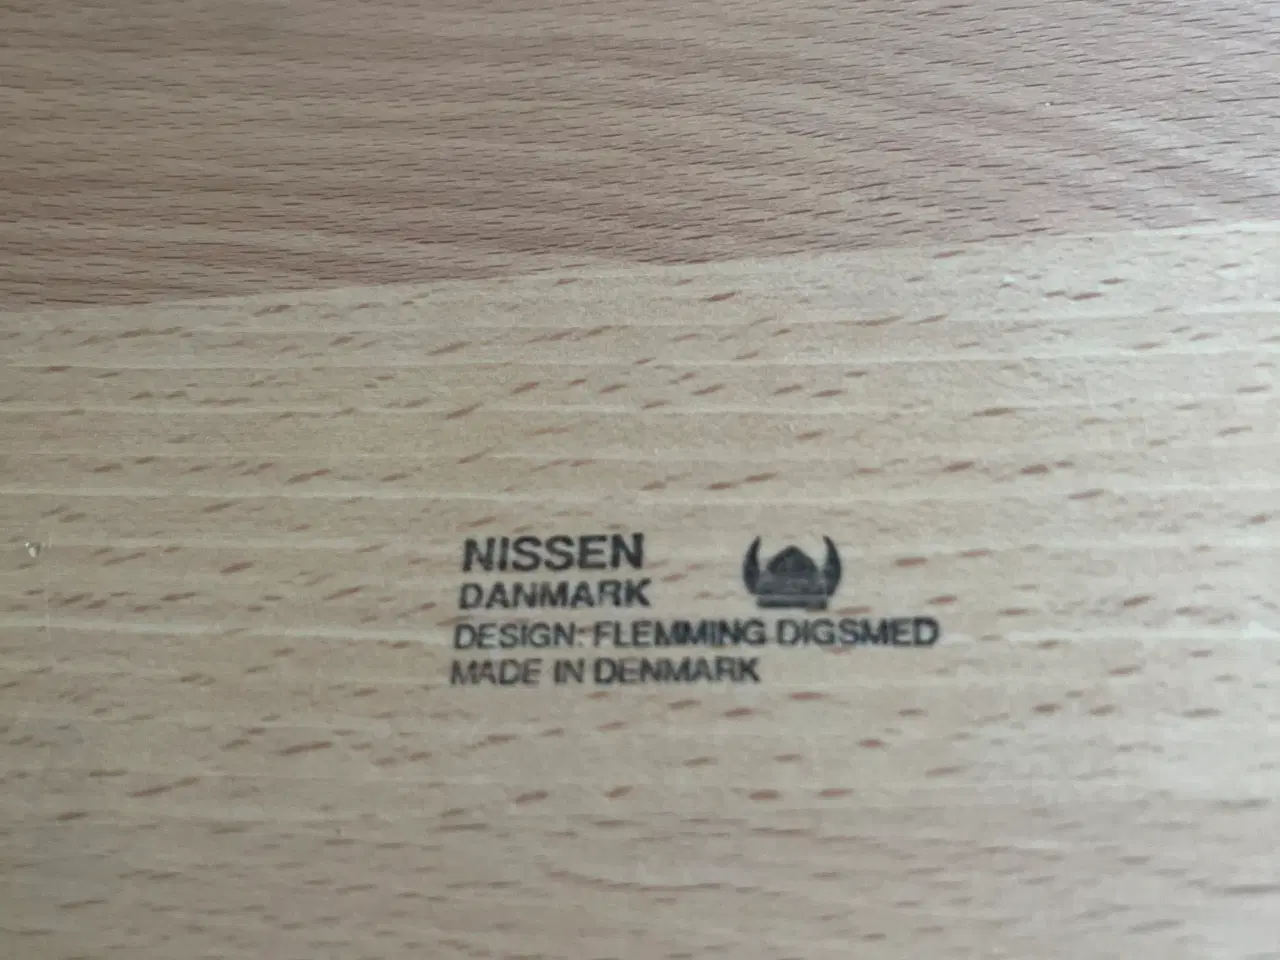 NISSEN
DANMARK
DESIGN: FLEMMING DIGSMED
MADE IN DENMARK